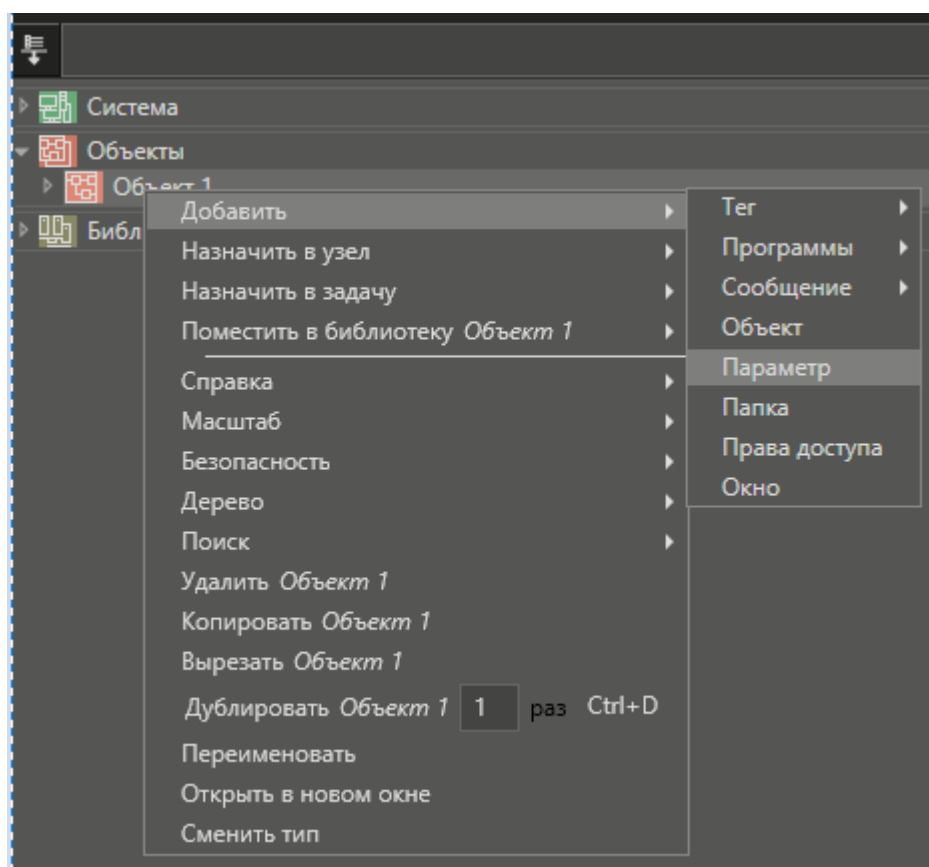 Система
Объекты
Объект 1
Библ
Добавить
Назначить в узел
Назначить в задачу
Поместить в библиотеку Объект 1
Справка
Масштаб
Безопасность
Дерево
Поиск
Удалить Объект 1
Копировать Объект 1
Вырезать Объект 1
Дублировать Объект 1 1 раз Ctrl+D
Переименовать
Открыть в новом окне
Сменить тип
Тег
Программы
Сообщение
Объект
Параметр
Папка
Права доступа
Окно